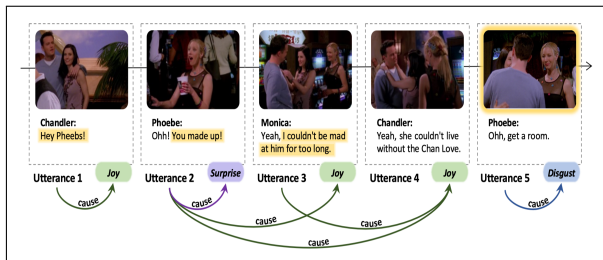 Chandler:
Hey Pheebs!
Phoebe:
Ohh! You made up!
Monica:
Yeah, I couldn't be mad
at him for too long.
Chandler:
Yeah, she couldn't live
without the Chan Love.
Phoebe:
Ohh, get a room.
Utterance 1
Joy
Utterance 2
Surprise
Utterance 3
Joy
Utterance 4
Joy
Utterance 5
Disgust
cause
cause
cause
cause
cause
cause